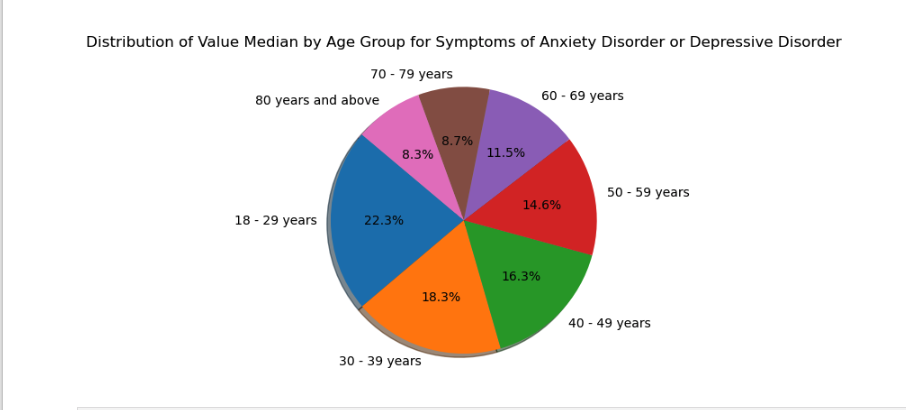 Distribution of Value Median by Age Group for Symptoms of Anxiety Disorder or Depressive Disorder
70 - 79 years
60 - 69 years
80 years and above
8.7%
11.5%
8.3%
50 - 59 years
14.6%
18 - 29 years
22.3%
16.3%
18.3%
40 - 49 years
30 - 39 years